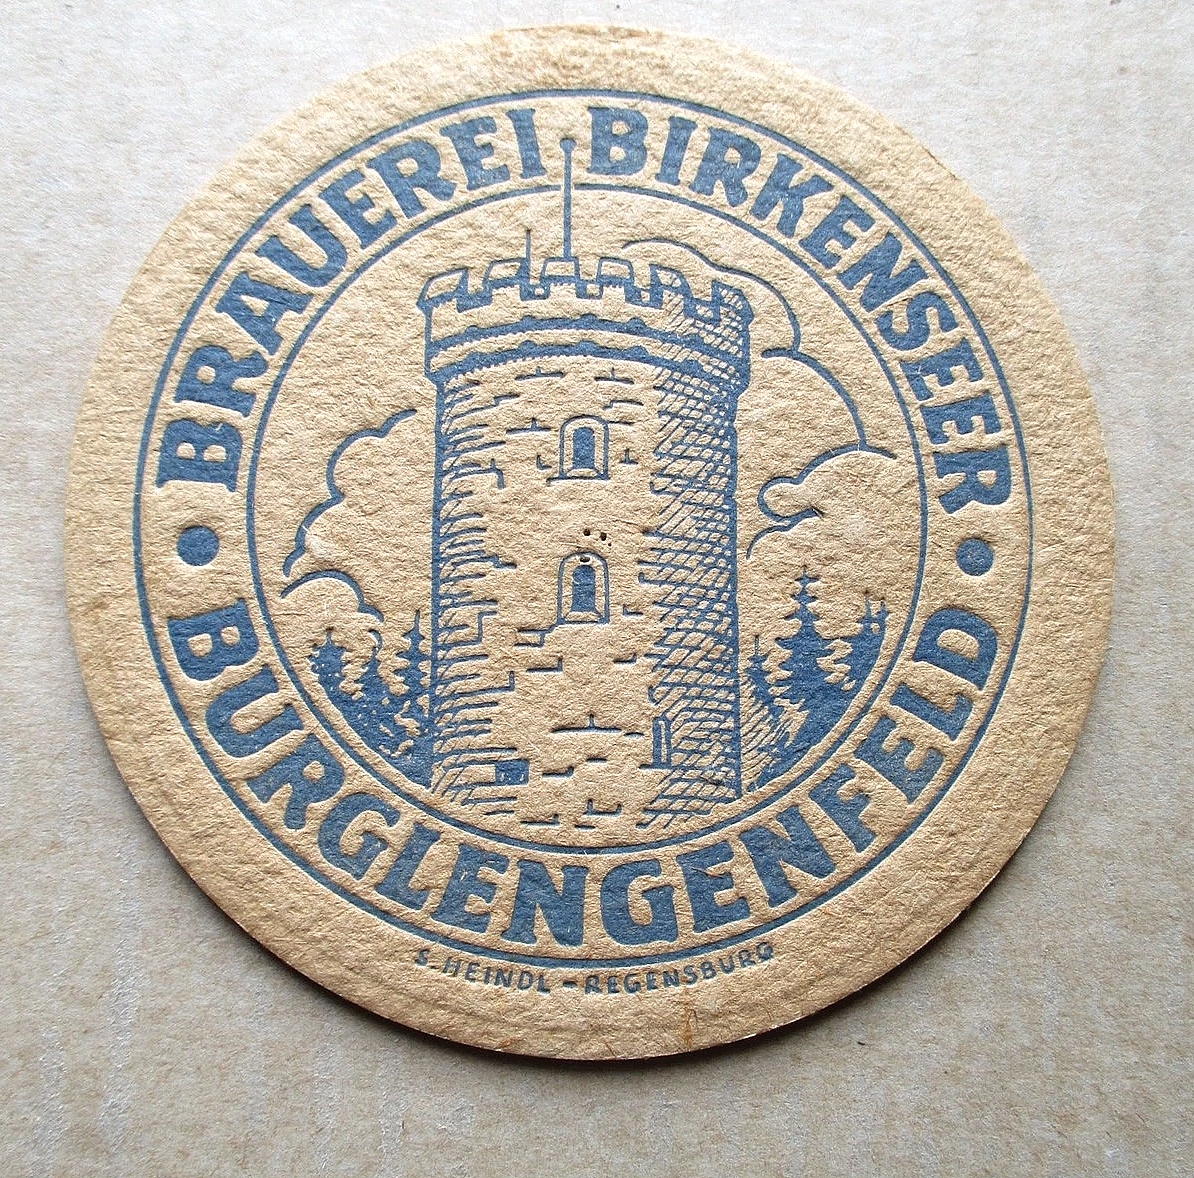 BRAUEREI BIRKENSEER
BURGLENGENFELD
S. HEINDL - REGENSBURG